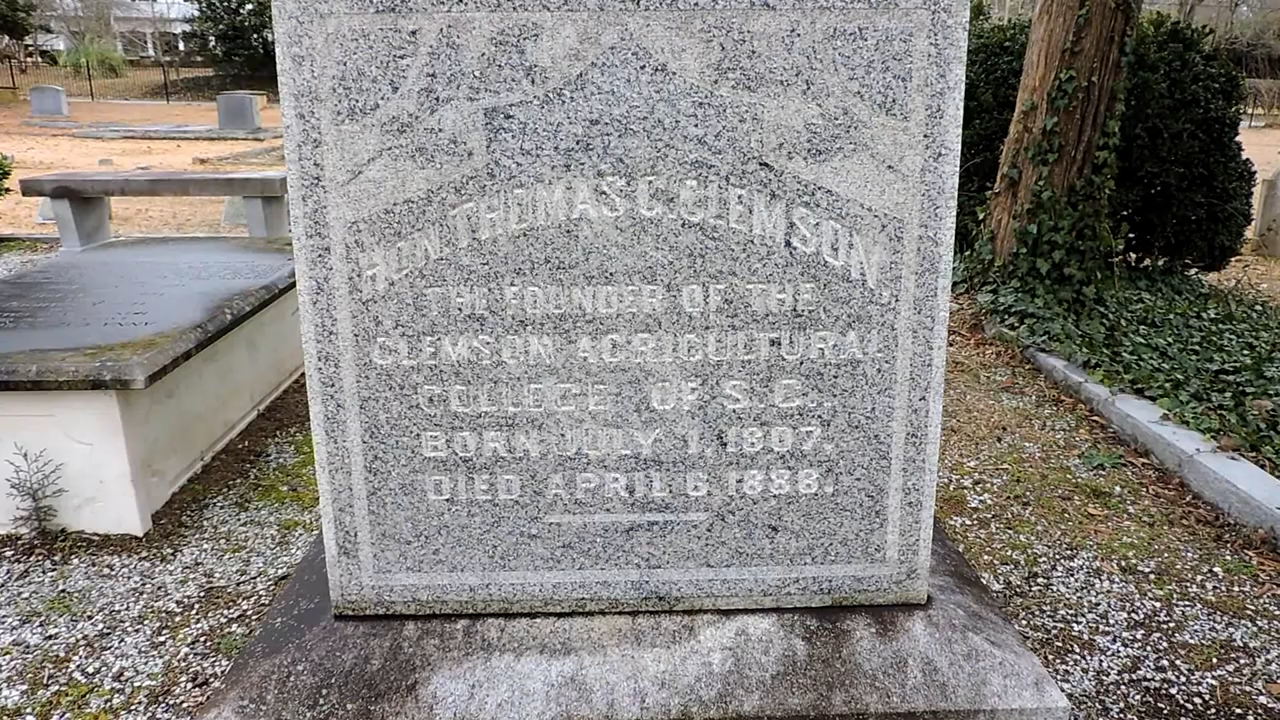 HON. THOMAS G. CLEMSON
THE FOUNDER OF THE
CLEMSON AGRICULTURAL
COLLEGE OF S. C.
BORN JULY 1, 1807.
DIED APRIL 6, 1888.